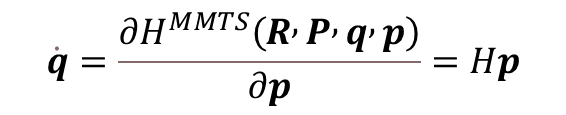 q̇ = ∂H^{MMTS}(R, P, q, p) / ∂p = Hp